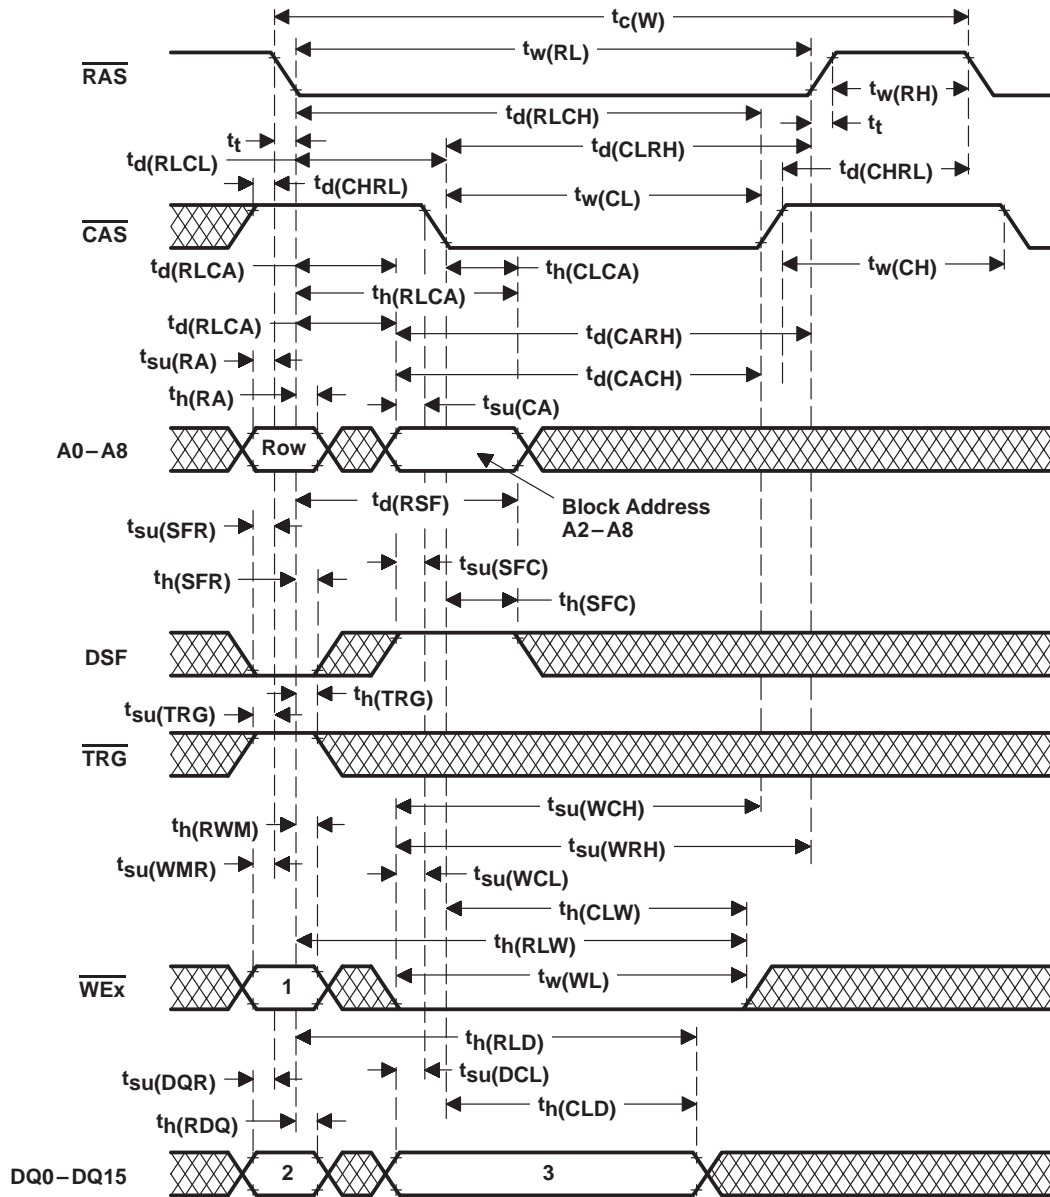 tc(W)
tw(RL)
RAS
tw(RH)
td(RLCH)
tt
tt
td(CLRH)
td(RLCL)
td(CHRL)
td(CHRL)
tw(CL)
CAS
td(RLCA)
th(CLCA)
tw(CH)
th(RLCA)
td(RLCA)
td(CARH)
tsu(RA)
td(CACH)
th(RA)
tsu(CA)
A0–A8
Row
td(RSF)
Block Address
A2–A8
tsu(SFR)
tsu(SFC)
th(SFR)
th(SFC)
DSF
th(TRG)
tsu(TRG)
TRG
tsu(WCH)
th(RWM)
tsu(WRH)
tsu(WMR)
tsu(WCL)
th(CLW)
th(RLW)
tw(WL)
WEx
1
th(RLD)
tsu(DQR)
tsu(DCL)
th(CLD)
th(RDQ)
DQ0–DQ15
2
3